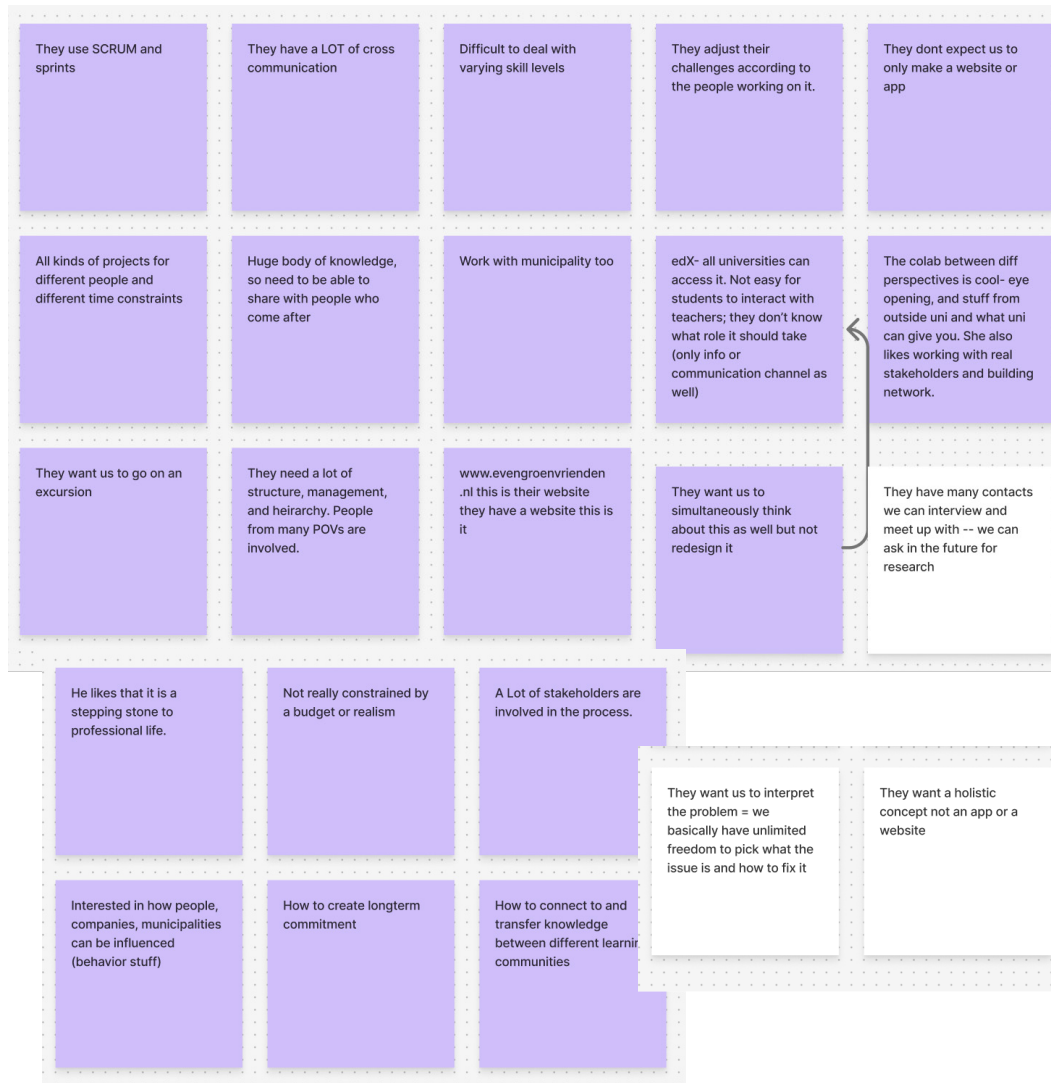 They use SCRUM and
sprints
They have a LOT of cross
communication
Difficult to deal with
varying skill levels
They adjust their
challenges according to
the people working on it.
They dont expect us to
only make a website or
app
All kinds of projects for
different people and
different time constraints
Huge body of knowledge,
so need to be able to
share with people who
come after
Work with municipality too
edX- all universities can
access it. Not easy for
students to interact with
teachers; they don't know
what role it should take
(only info or
communication channel as
well)
The colab between diff
perspectives is cool- eye
opening, and stuff from
outside uni and what uni
can give you. She also
likes working with real
stakeholders and building
network.
They want us to go on an
excursion
They need a lot of
structure, management,
and heirarchy. People
from many POVs are
involved.
www.evengroenvrienden
.nl this is their website
they have a website this is
it
They want us to
simultaneously think
about this as well but not
redesign it
They have many contacts
we can interview and
meet up with -- we can
ask in the future for
research
He likes that it is a
stepping stone to
professional life.
Not really constrained by
a budget or realism
A Lot of stakeholders are
involved in the process.
Interested in how people,
companies, municipalities
can be influenced
(behavior stuff)
How to create longterm
commitment
How to connect to and
transfer knowledge
between different learnin
communities
They want us to interpret
the problem = we
basically have unlimited
freedom to pick what the
issue is and how to fix it
They want a holistic
concept not an app or a
website